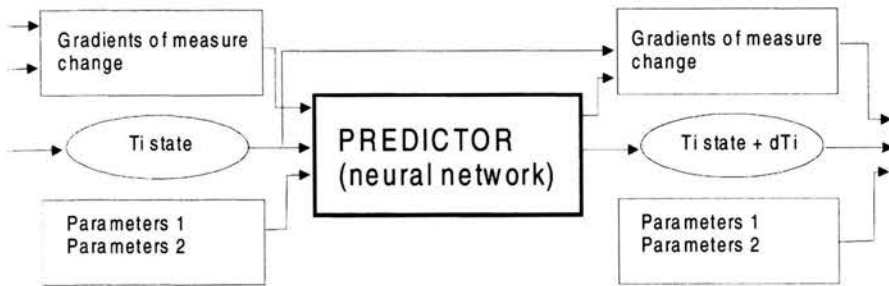 Gradients of measure
change
Ti state
Parameters 1
Parameters 2
PREDICTOR
(neural network)
Gradients of measure
change
Ti state + dTi
Parameters 1
Parameters 2